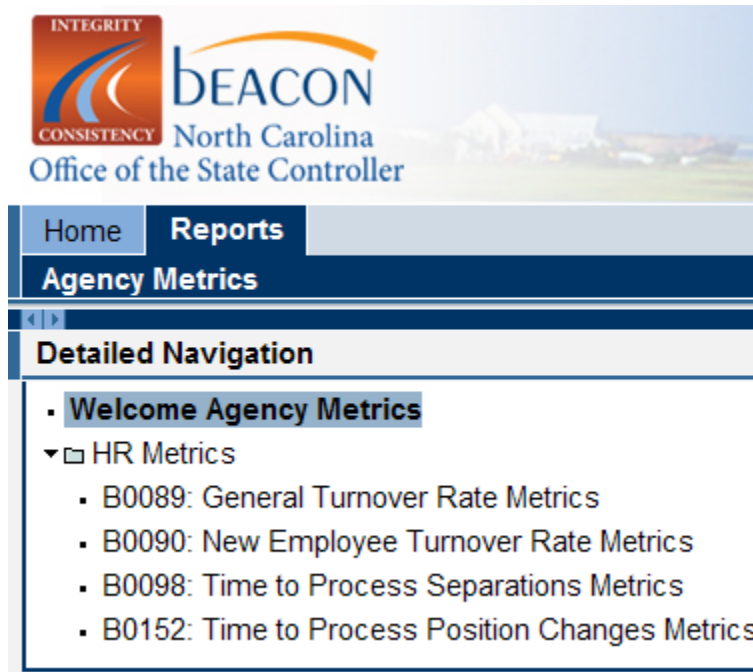 INTEGRITY
bEACON
CONSISTENCY
North Carolina
Office of the State Controller
Home Reports
Agency Metrics
Detailed Navigation
Welcome Agency Metrics
HR Metrics
B0089: General Turnover Rate Metrics
B0090: New Employee Turnover Rate Metrics
B0098: Time to Process Separations Metrics
B0152: Time to Process Position Changes Metrics